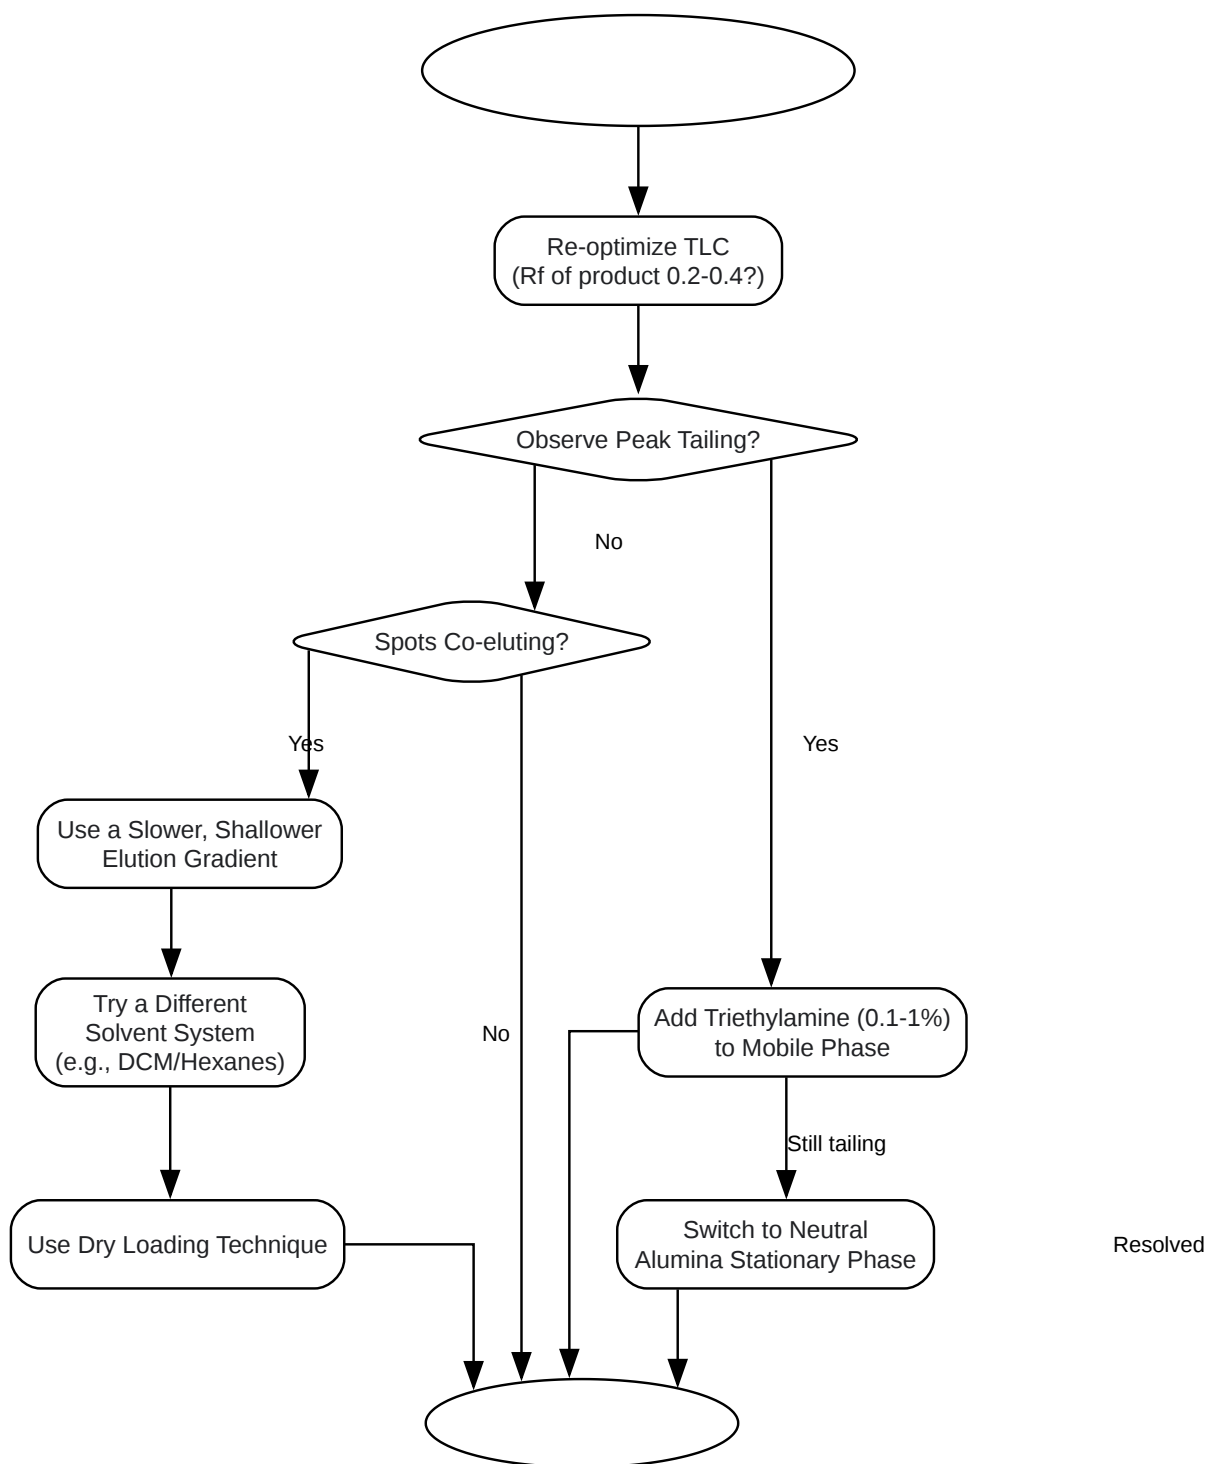 Re-optimize TLC
(Rf of product 0.2-0.4?)
Observe Peak Tailing?
No
Spots Co-eluting?
Yes
Yes
Use a Slower, Shallower
Elution Gradient
Try a Different
Solvent System
(e.g., DCM/Hexanes)
No
Add Triethylamine (0.1-1%)
to Mobile Phase
Still tailing
Use Dry Loading Technique
Switch to Neutral
Alumina Stationary Phase
Resolved